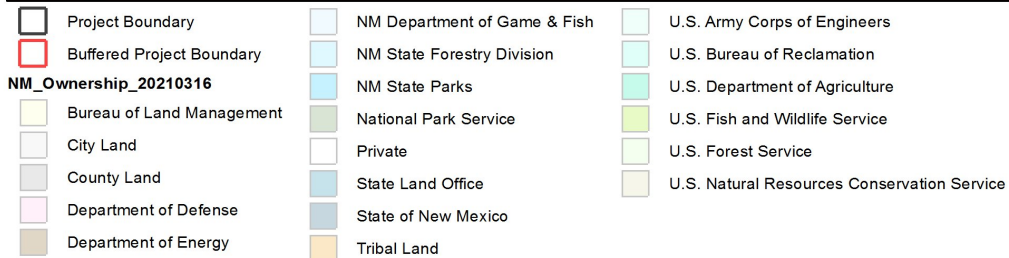 Project Boundary
Buffered Project Boundary
NM_Ownership_20210316
Bureau of Land Management
City Land
County Land
Department of Defense
Department of Energy
NM Department of Game & Fish
NM State Forestry Division
NM State Parks
National Park Service
Private
State Land Office
State of New Mexico
Tribal Land
U.S. Army Corps of Engineers
U.S. Bureau of Reclamation
U.S. Department of Agriculture
U.S. Fish and Wildlife Service
U.S. Forest Service
U.S. Natural Resources Conservation Service